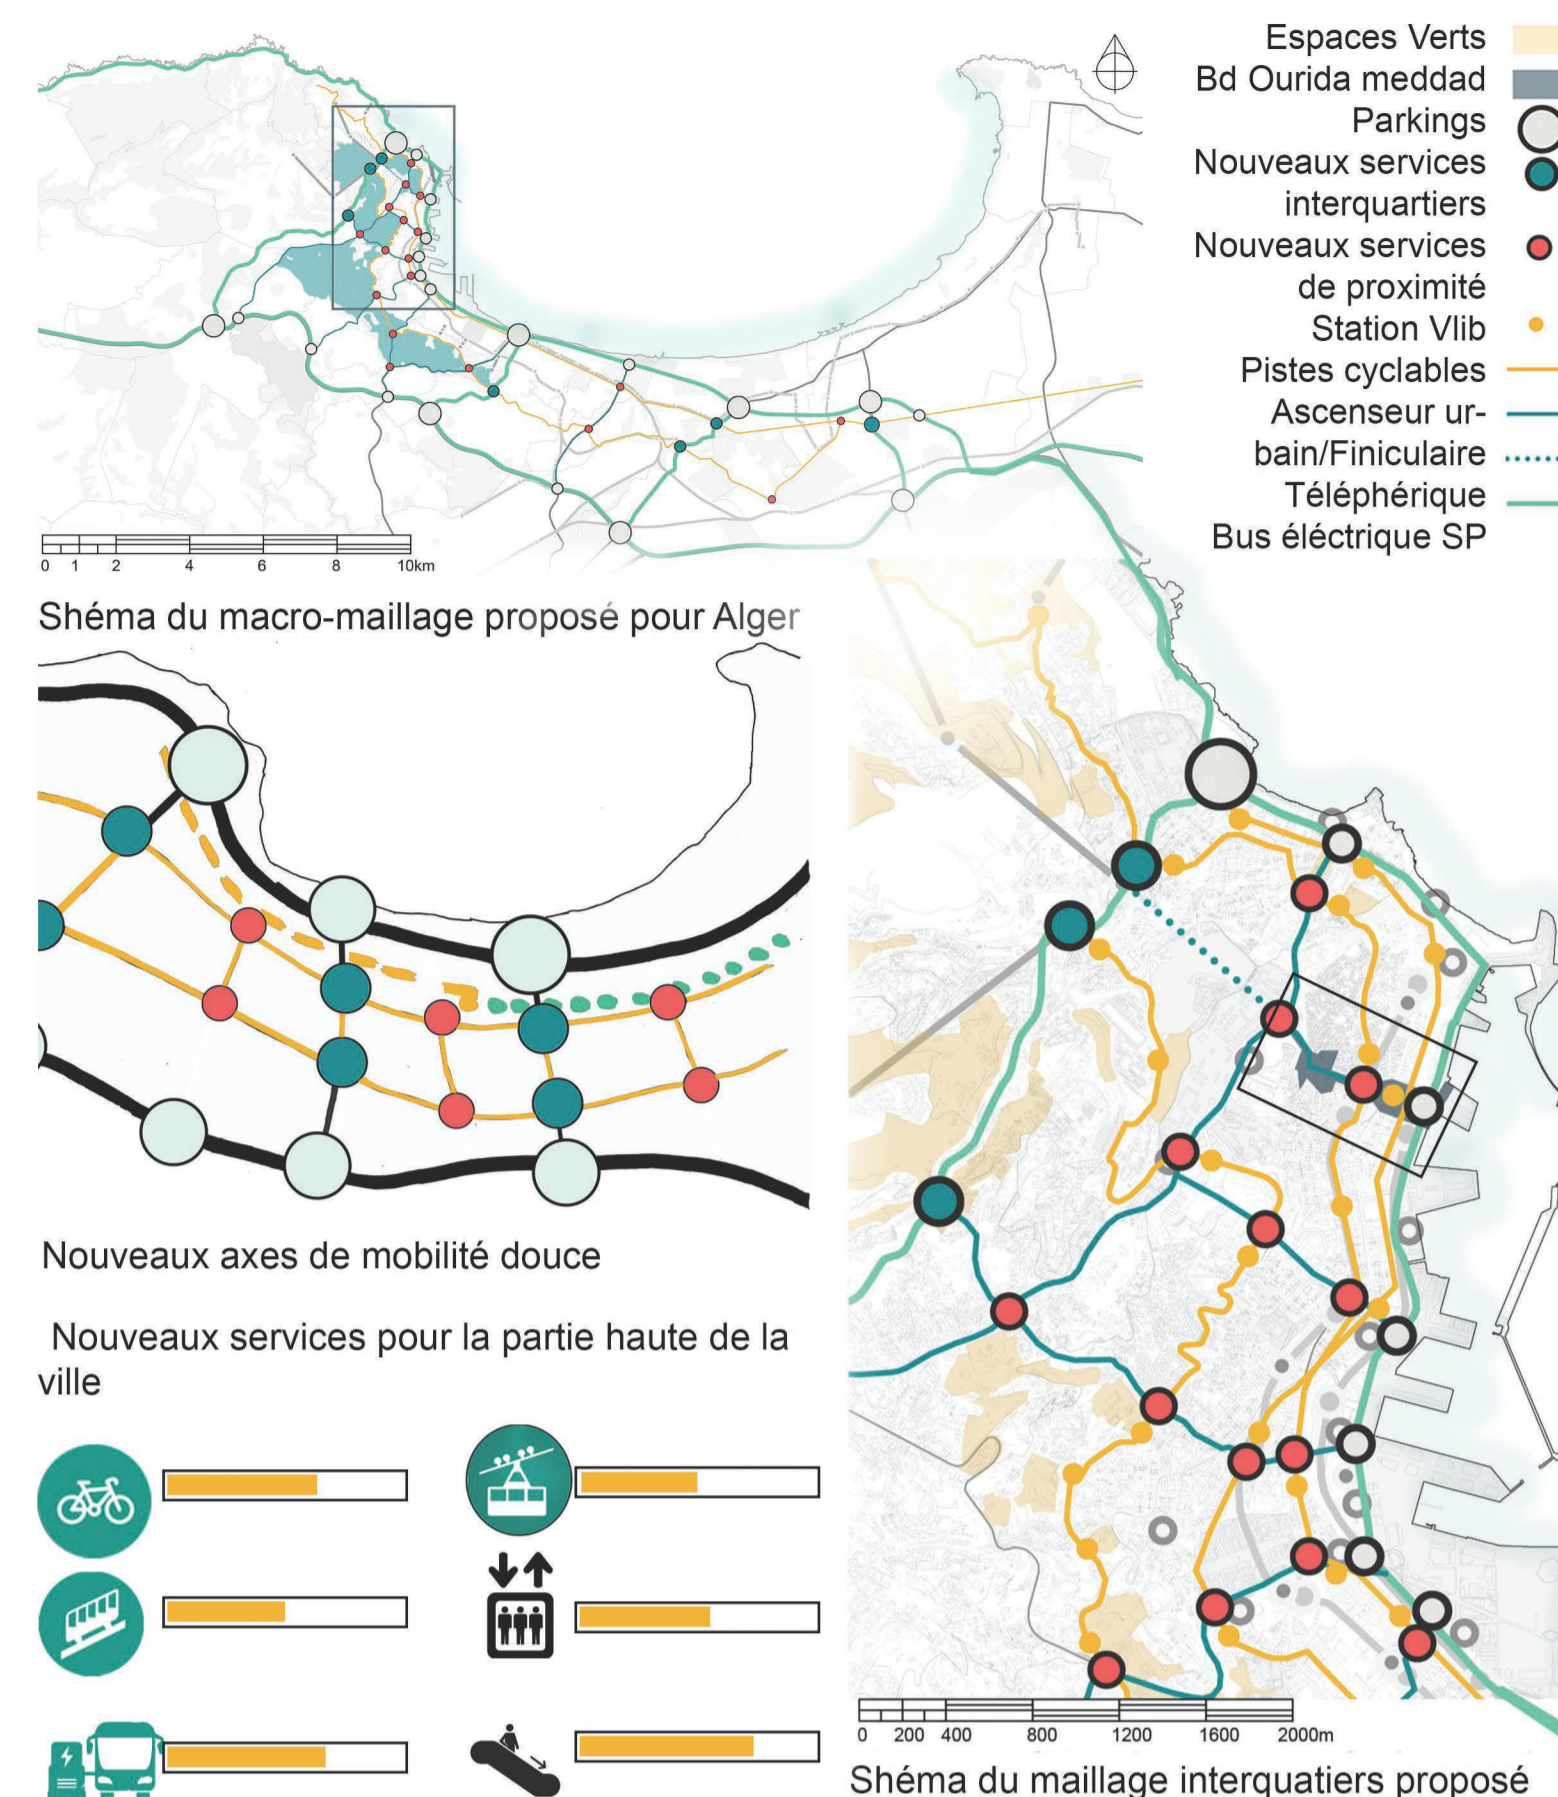 Espaces Verts
Bd Ourida meddad
Parkings
Nouveaux services
interquartiers
Nouveaux services
de proximité
Station Vlib
Pistes cyclables
Ascenseur ur-
bain/Finiculaire
Téléphérique
Bus éléctrique SP
0 1 2 4 6 8 10km
Shéma du macro-maillage proposé pour Alger
Nouveaux axes de mobilité douce
Nouveaux services pour la partie haute de la
ville
0 200 400 800 1200 1600 2000m
Shéma du maillage interquatiers proposé